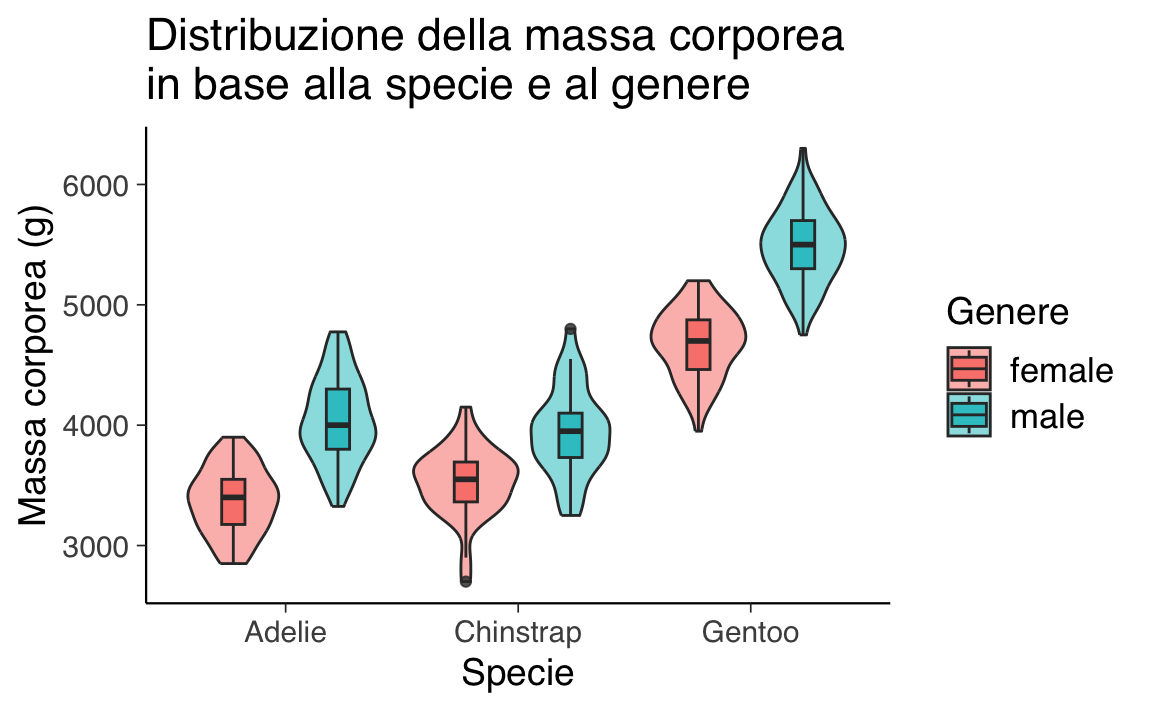 Distribuzione della massa corporea
in base alla specie e al genere
Massa corporea (g)
6000
5000
4000
3000
Adelie
Chinstrap
Gentoo
Specie
Genere
female
male